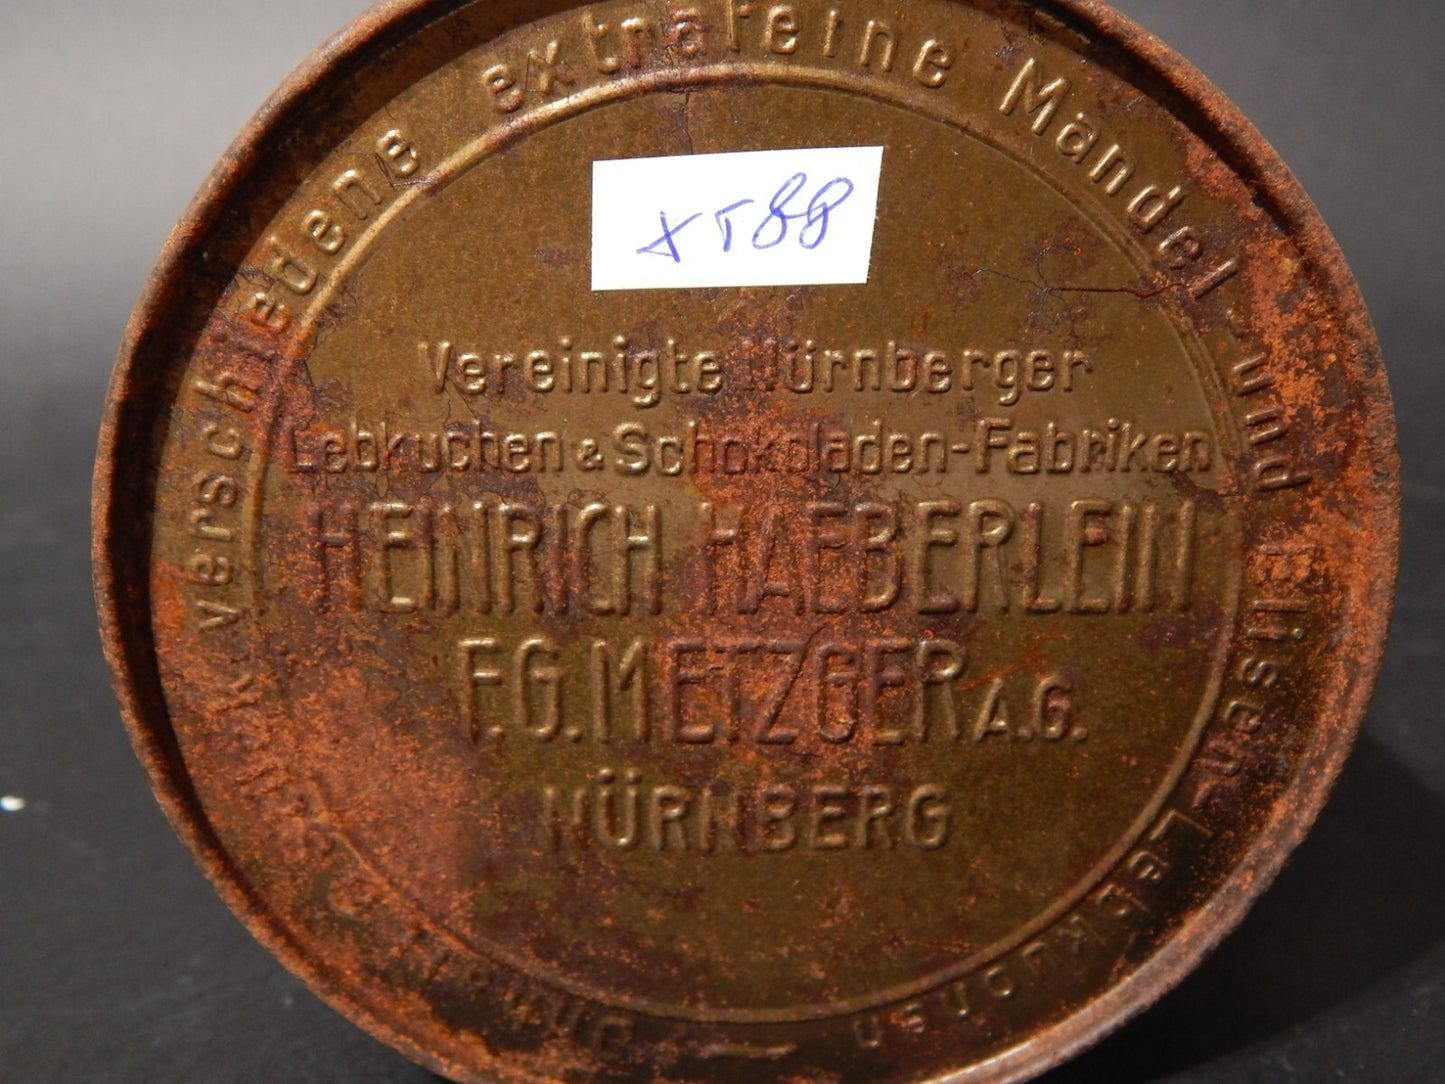 XT88
Vereinigte Nürnberger
Lebkuchen & Schokoladen-Fabriken
HEINRICH HAEBERLEIN
F.G. METZGER A.G.
NÜRNBERG
verschiedene extrafeine Mandel- und Elisen-Lebkuchen —